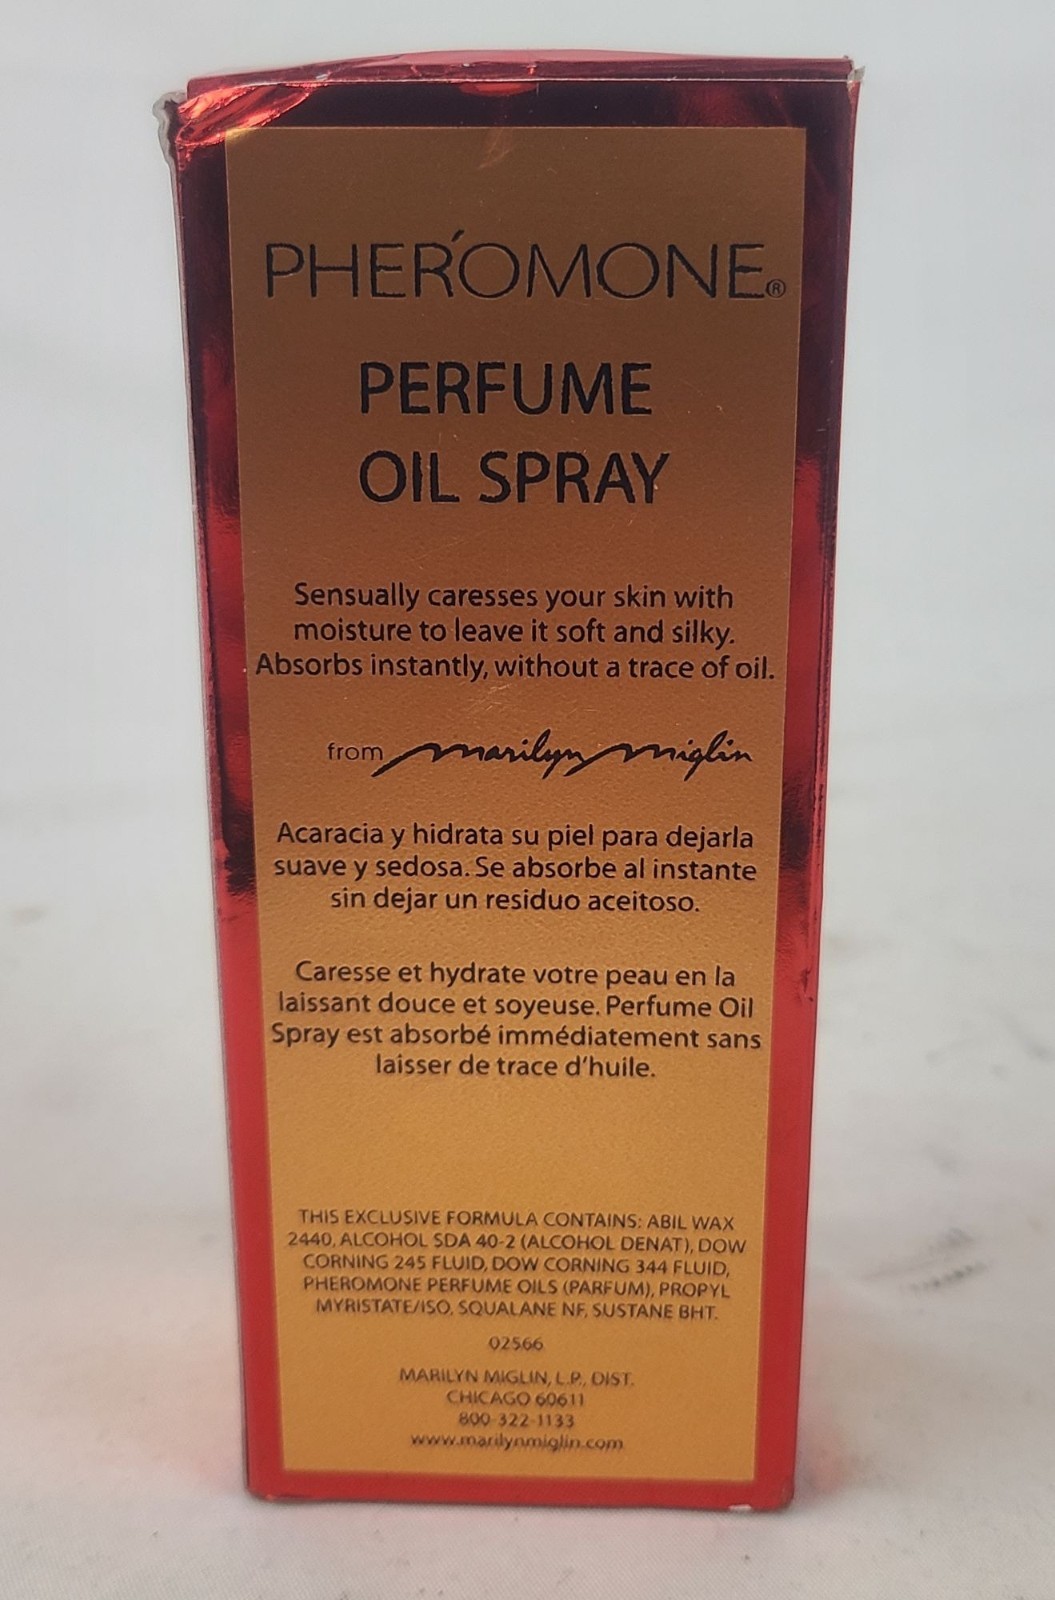 PHER'OMONE®
PERFUME
OIL SPRAY
Sensually caresses your skin with
moisture to leave it soft and silky.
Absorbs instantly, without a trace of oil.
from marilyn miglin
Acaracia y hidrata su piel para dejarla
suave y sedosa. Se absorbe al instante
sin dejar un residuo aceitoso.
Caresse et hydrate votre peau en la
laissant douce et soyeuse. Perfume Oil
Spray est absorbé immédiatement sans
laisser de trace d'huile.
THIS EXCLUSIVE FORMULA CONTAINS: ABIL WAX
2440, ALCOHOL SDA 40-2 (ALCOHOL DENAT), DOW
CORNING 245 FLUID, DOW CORNING 344 FLUID,
PHEROMONE PERFUME OILS (PARFUM), PROPYL
MYRISTATE/ISO, SQUALANE NF, SUSTANE BHT.
02566
MARILYN MIGLIN, L.P., DIST.
CHICAGO 60611
800-322-1133
www.marilynmiglin.com